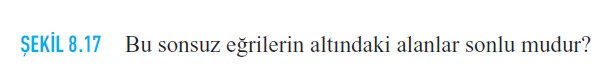 ŞEKİL 8.17 Bu sonsuz eğrilerin altındaki alanlar sonlu mudur?